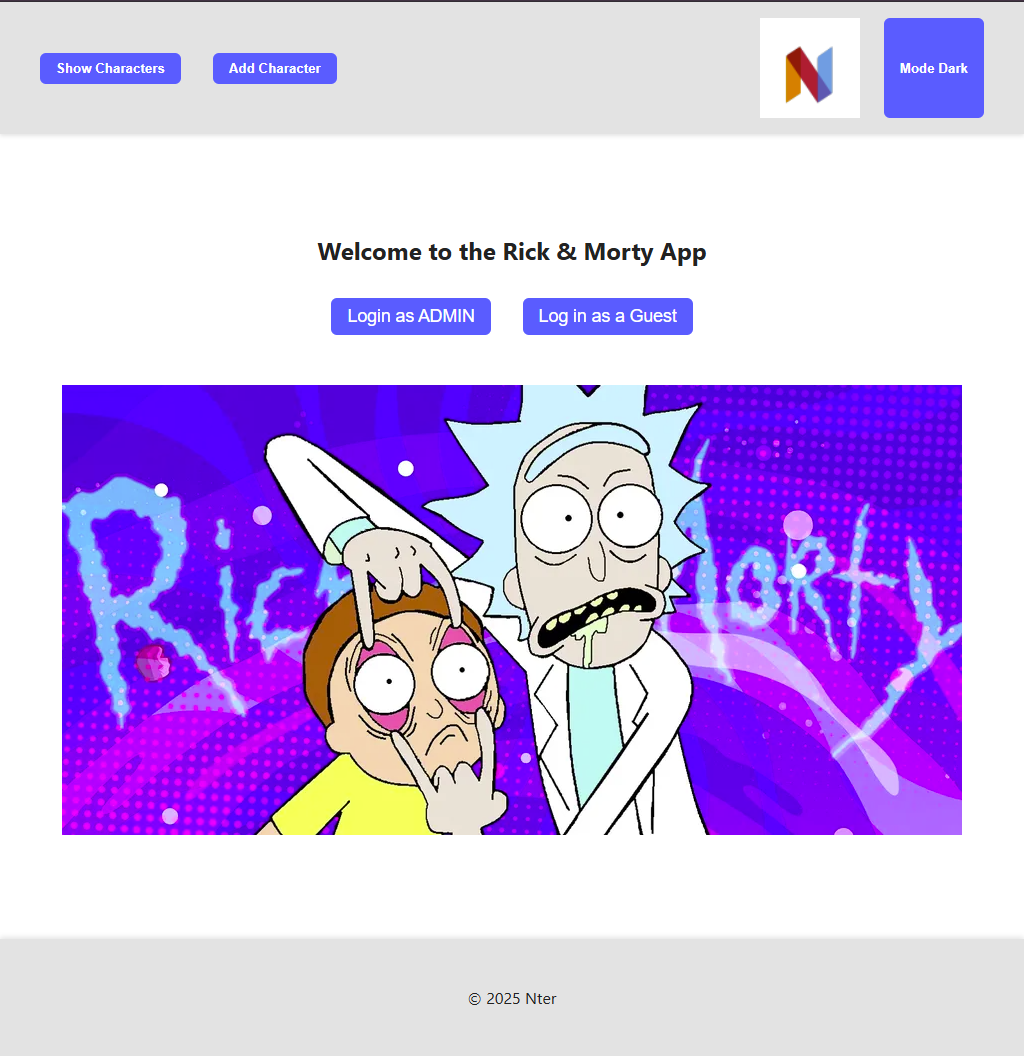 Show Characters
Add Character
N
Mode Dark
Welcome to the Rick & Morty App
Login as ADMIN
Log in as a Guest
Rick
Morty
© 2025 Nter